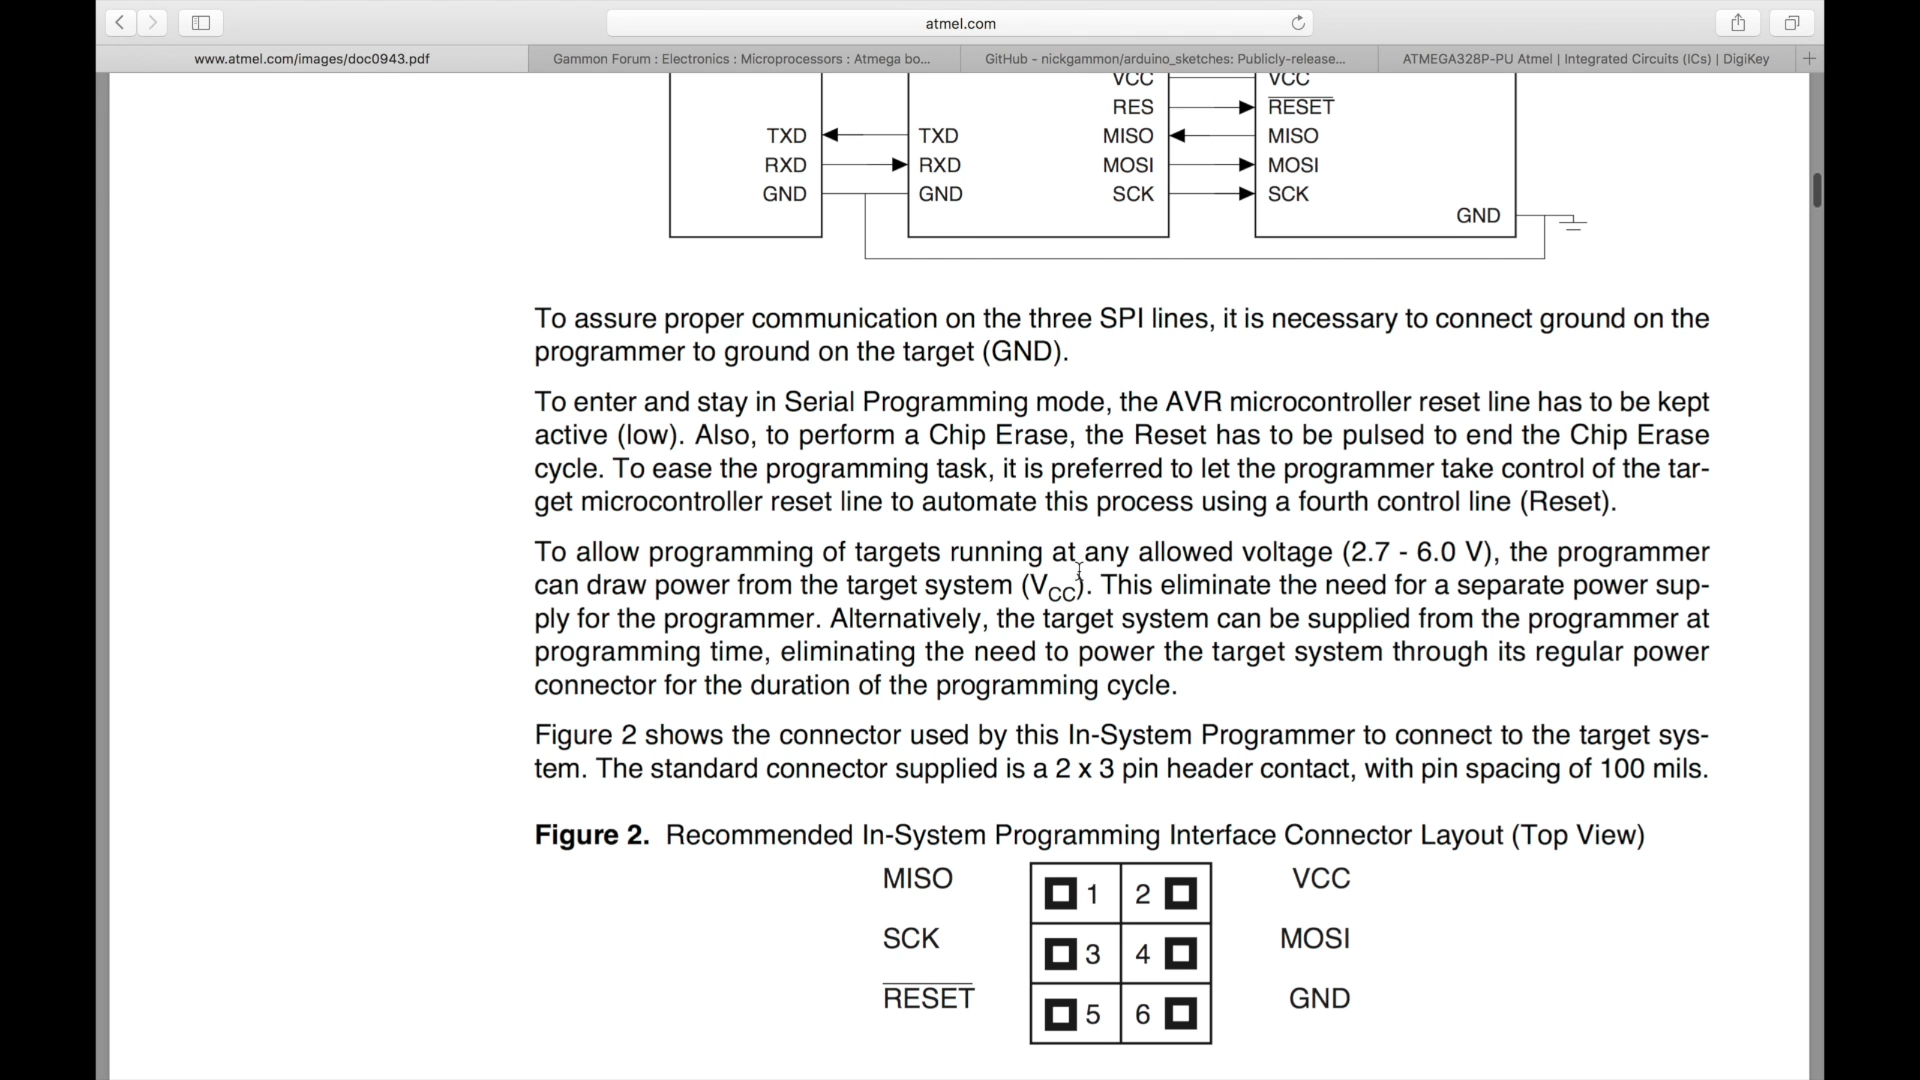 atmel.com
www.atmel.com/images/doc0943.pdf
Gammon Forum : Electronics : Microprocessors : Atmega bo...
GitHub - nickgammon/arduino_sketches: Publicly-release...
ATMEGA328P-PU Atmel | Integrated Circuits (ICs) | DigiKey
VCC VCC
RES RESET
TXD TXD MISO MISO
RXD RXD MOSI MOSI
GND GND SCK SCK
GND
To assure proper communication on the three SPI lines, it is necessary to connect ground on the
programmer to ground on the target (GND).
To enter and stay in Serial Programming mode, the AVR microcontroller reset line has to be kept
active (low). Also, to perform a Chip Erase, the Reset has to be pulsed to end the Chip Erase
cycle. To ease the programming task, it is preferred to let the programmer take control of the tar-
get microcontroller reset line to automate this process using a fourth control line (Reset).
To allow programming of targets running at any allowed voltage (2.7 - 6.0 V), the programmer
can draw power from the target system (VCC). This eliminate the need for a separate power sup-
ply for the programmer. Alternatively, the target system can be supplied from the programmer at
programming time, eliminating the need to power the target system through its regular power
connector for the duration of the programming cycle.
Figure 2 shows the connector used by this In-System Programmer to connect to the target sys-
tem. The standard connector supplied is a 2 x 3 pin header contact, with pin spacing of 100 mils.
Figure 2. Recommended In-System Programming Interface Connector Layout (Top View)
MISO 1 2 VCC
SCK 3 4 MOSI
RESET 5 6 GND